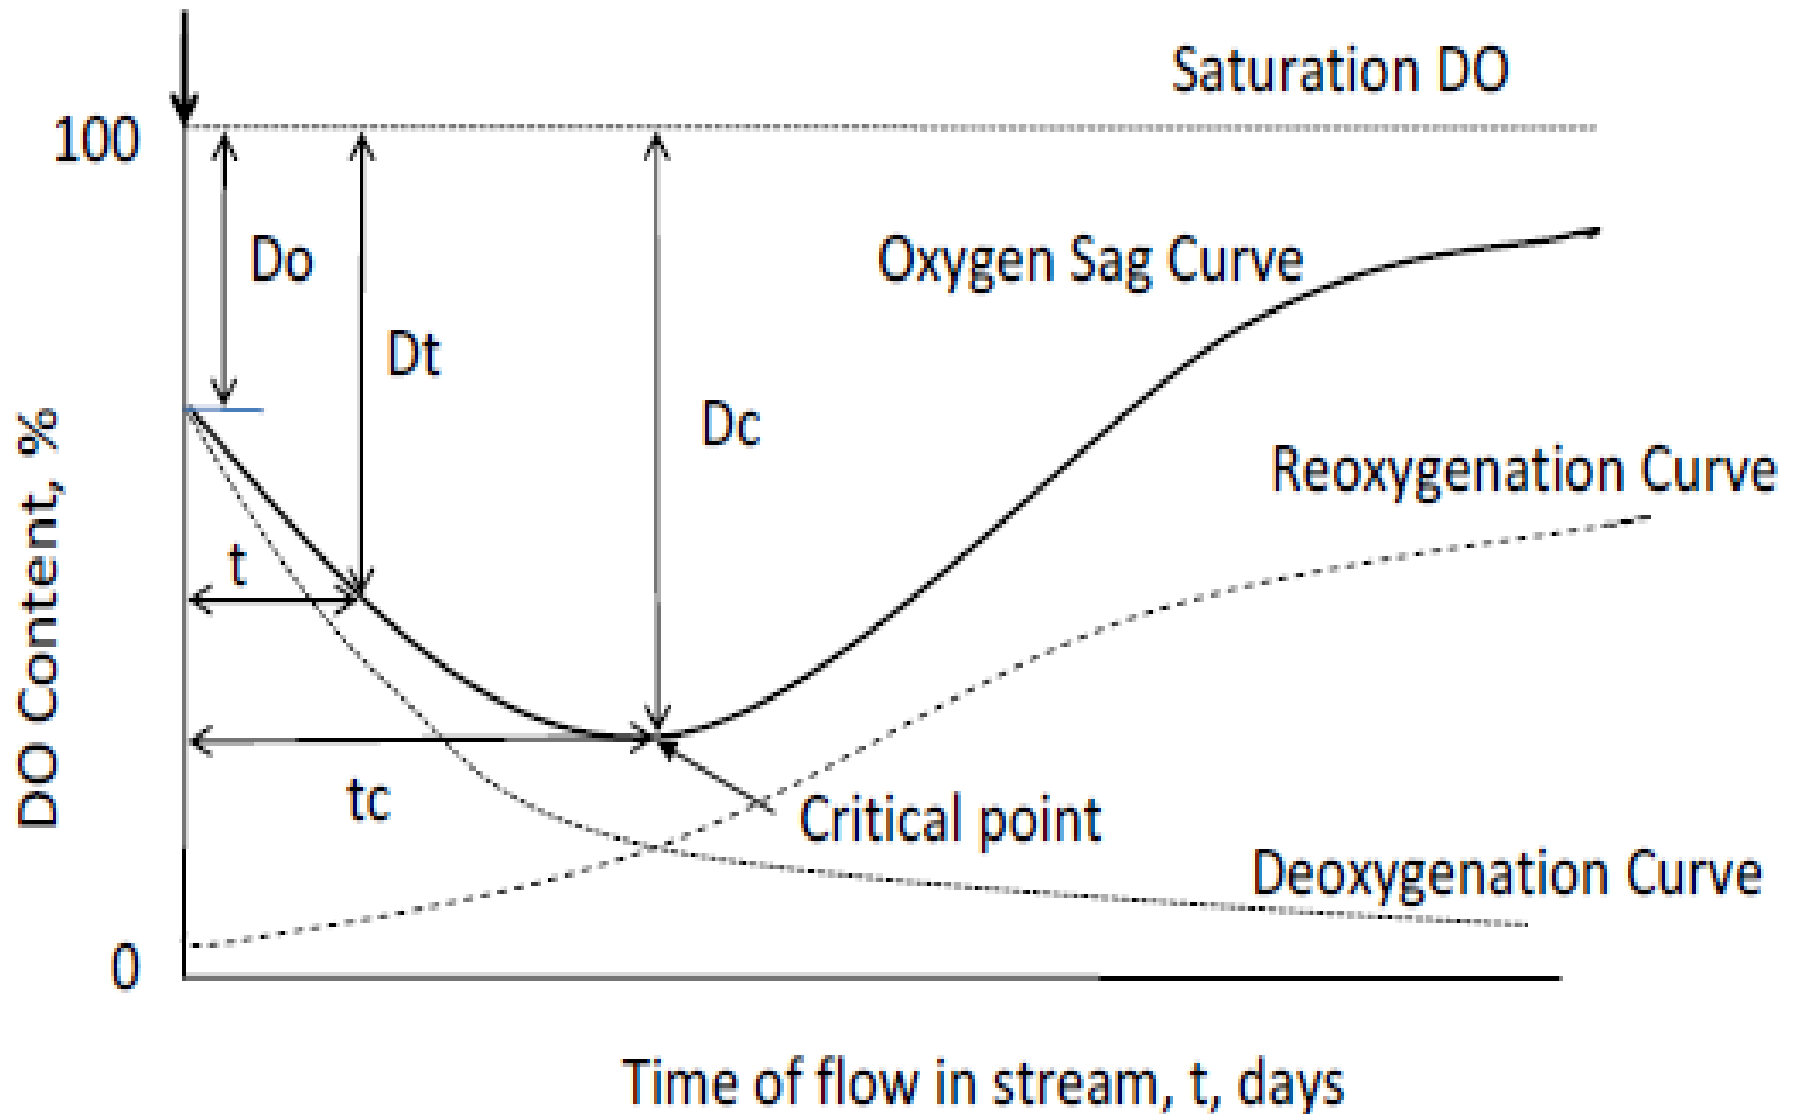 Saturation DO
100
Do
Oxygen Sag Curve
Dt
Dc
DO Content, %
Reoxygenation Curve
t
tc
Critical point
Deoxygenation Curve
0
Time of flow in stream, t, days